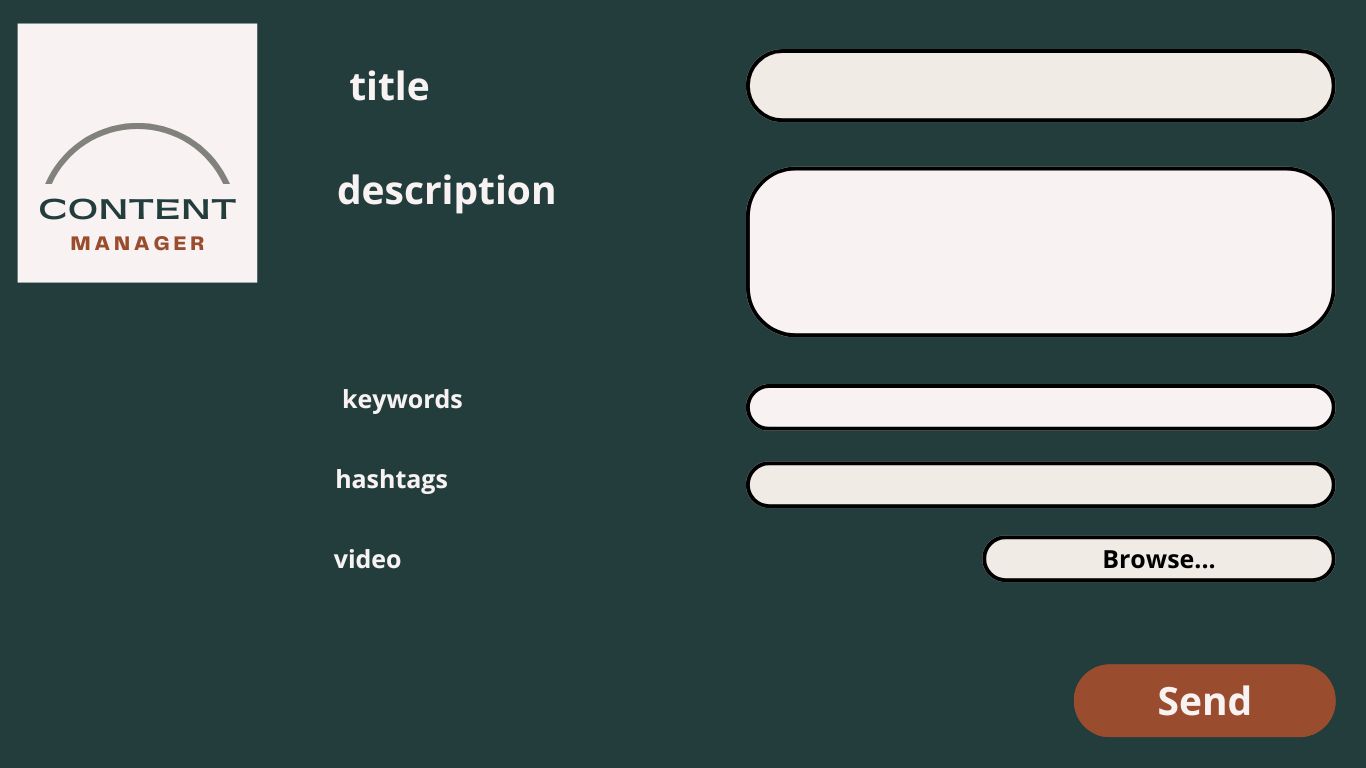 CONTENT
MANAGER
title
description
keywords
hashtags
video
Browse...
Send